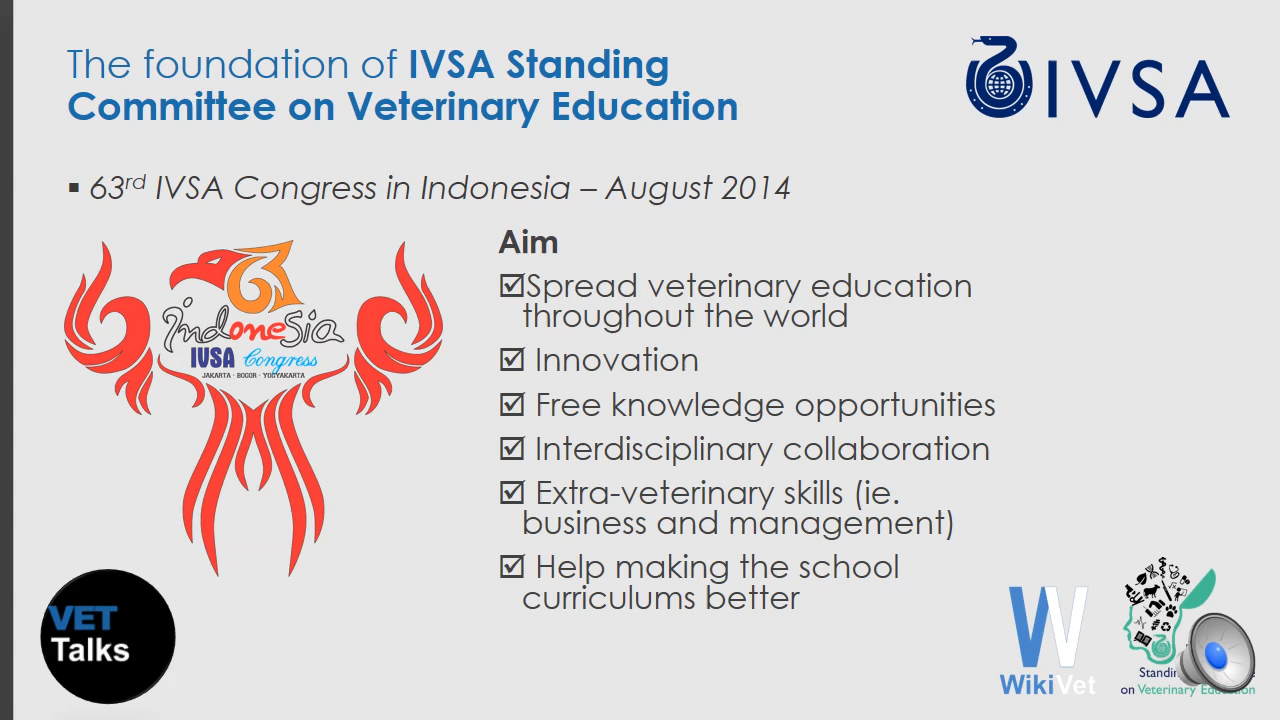 The foundation of IVSA Standing
Committee on Veterinary Education
IVSA
▪ 63rd IVSA Congress in Indonesia – August 2014
63
indonesia
IVSA Congress
JAKARTA - BOGOR - YOGYAKARTA
Aim
☑Spread veterinary education
throughout the world
☑ Innovation
☑ Free knowledge opportunities
☑ Interdisciplinary collaboration
☑ Extra-veterinary skills (ie.
business and management)
☑ Help making the school
curriculums better
VET
Talks
W
WikiVet
on Veterinary